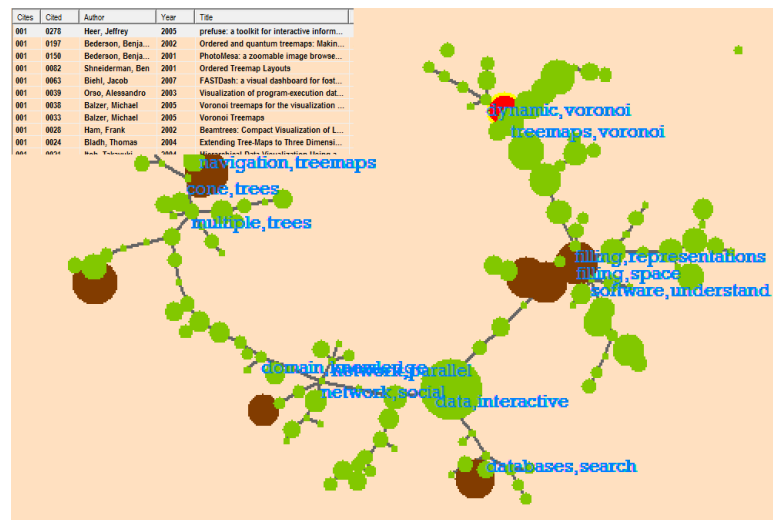 Cites Cited Author Year Title
001 0278 Heer, Jeffrey 2005 prefuse: a toolkit for interactive inform...
001 0197 Bederson, Benja... 2002 Ordered and quantum treemaps: Makin...
001 0150 Bederson, Benja... 2001 PhotoMesa: a zoomable image browse...
001 0082 Shneiderman, Ben 2001 Ordered Treemap Layouts
001 0063 Biehl, Jacob 2007 FASTDash: a visual dashboard for fost...
001 0039 Orso, Alessandro 2003 Visualization of program-execution dat...
001 0038 Balzer, Michael 2005 Voronoi treemaps for the visualization ...
001 0033 Balzer, Michael 2005 Voronoi Treemaps
001 0028 Ham, Frank 2002 Beamtrees: Compact Visualization of L...
001 0024 Bladh, Thomas 2004 Extending Tree-Maps to Three Dimensi...
dynamic,voronoi
treemaps,voronoi
navigation,treemaps
cone,trees
multiple,trees
filling,representations
filling,space
software,understand
domain,knowledge
network,parallel
network,social
data,interactive
databases,search